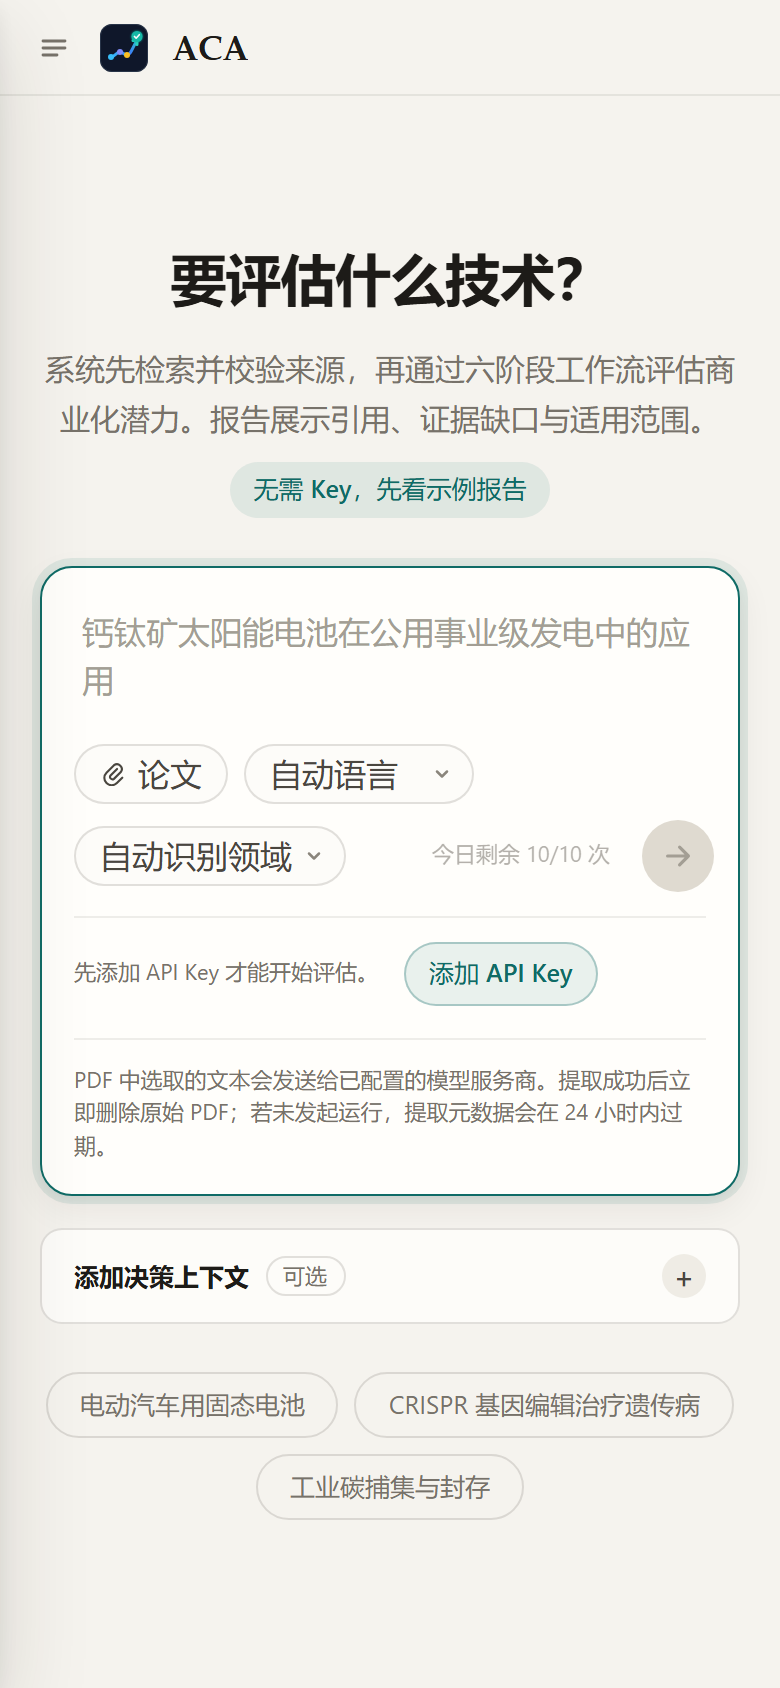 ACA
要评估什么技术？
系统先检索并校验来源，再通过六阶段工作流评估商
业化潜力。报告展示引用、证据缺口与适用范围。
无需 Key，先看示例报告
钙钛矿太阳能电池在公用事业级发电中的应
用
论文
自动语言
自动识别领域
今日剩余 10/10 次
先添加 API Key 才能开始评估。
添加 API Key
PDF 中选取的文本会发送给已配置的模型服务商。提取成功后立
即删除原始 PDF；若未发起运行，提取元数据会在 24 小时内过
期。
添加决策上下文
可选
+
电动汽车用固态电池
CRISPR 基因编辑治疗遗传病
工业碳捕集与封存